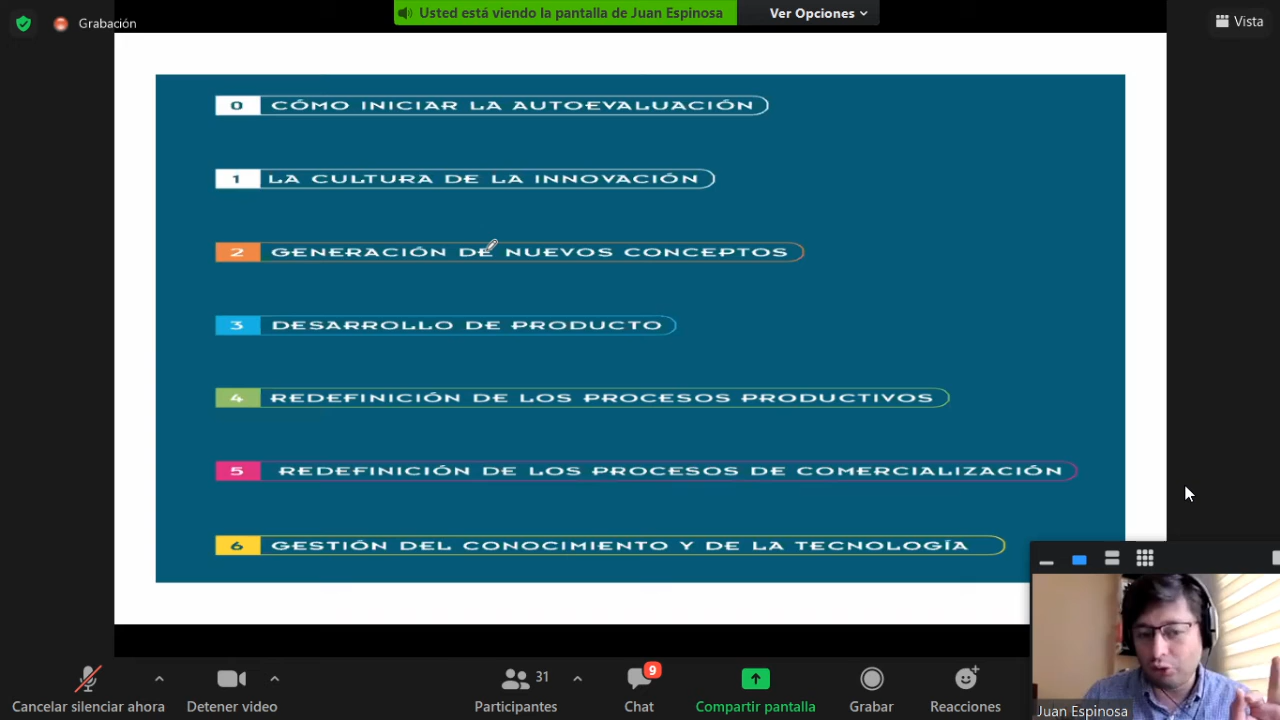 Grabación
Usted está viendo la pantalla de Juan Espinosa
Ver Opciones
Vista
0 CÓMO INICIAR LA AUTOEVALUACIÓN
1 LA CULTURA DE LA INNOVACIÓN
2 GENERACIÓN DE NUEVOS CONCEPTOS
3 DESARROLLO DE PRODUCTO
4 REDEFINICIÓN DE LOS PROCESOS PRODUCTIVOS
5 REDEFINICIÓN DE LOS PROCESOS DE COMERCIALIZACIÓN
6 GESTIÓN DEL CONOCIMIENTO Y DE LA TECNOLOGÍA
Juan Espinosa
31
9
Cancelar silenciar ahora
Detener video
Participantes
Chat
Compartir pantalla
Grabar
Reacciones